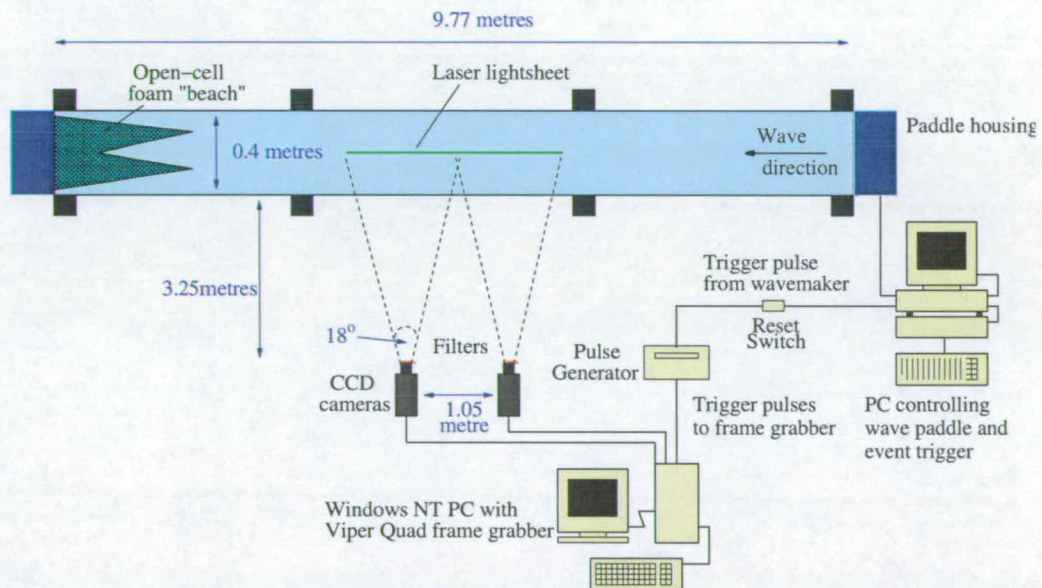 9.77 metres
Open-cell
foam "beach"
Laser lightsheet
0.4 metres
Wave
direction
Paddle housing
3.25metres
18°
Filters
CCD
cameras
1.05
metre
Trigger pulse
from wavemaker
Reset
Switch
Pulse
Generator
Trigger pulses
to frame grabber
PC controlling
wave paddle and
event trigger
Windows NT PC with
Viper Quad frame grabber